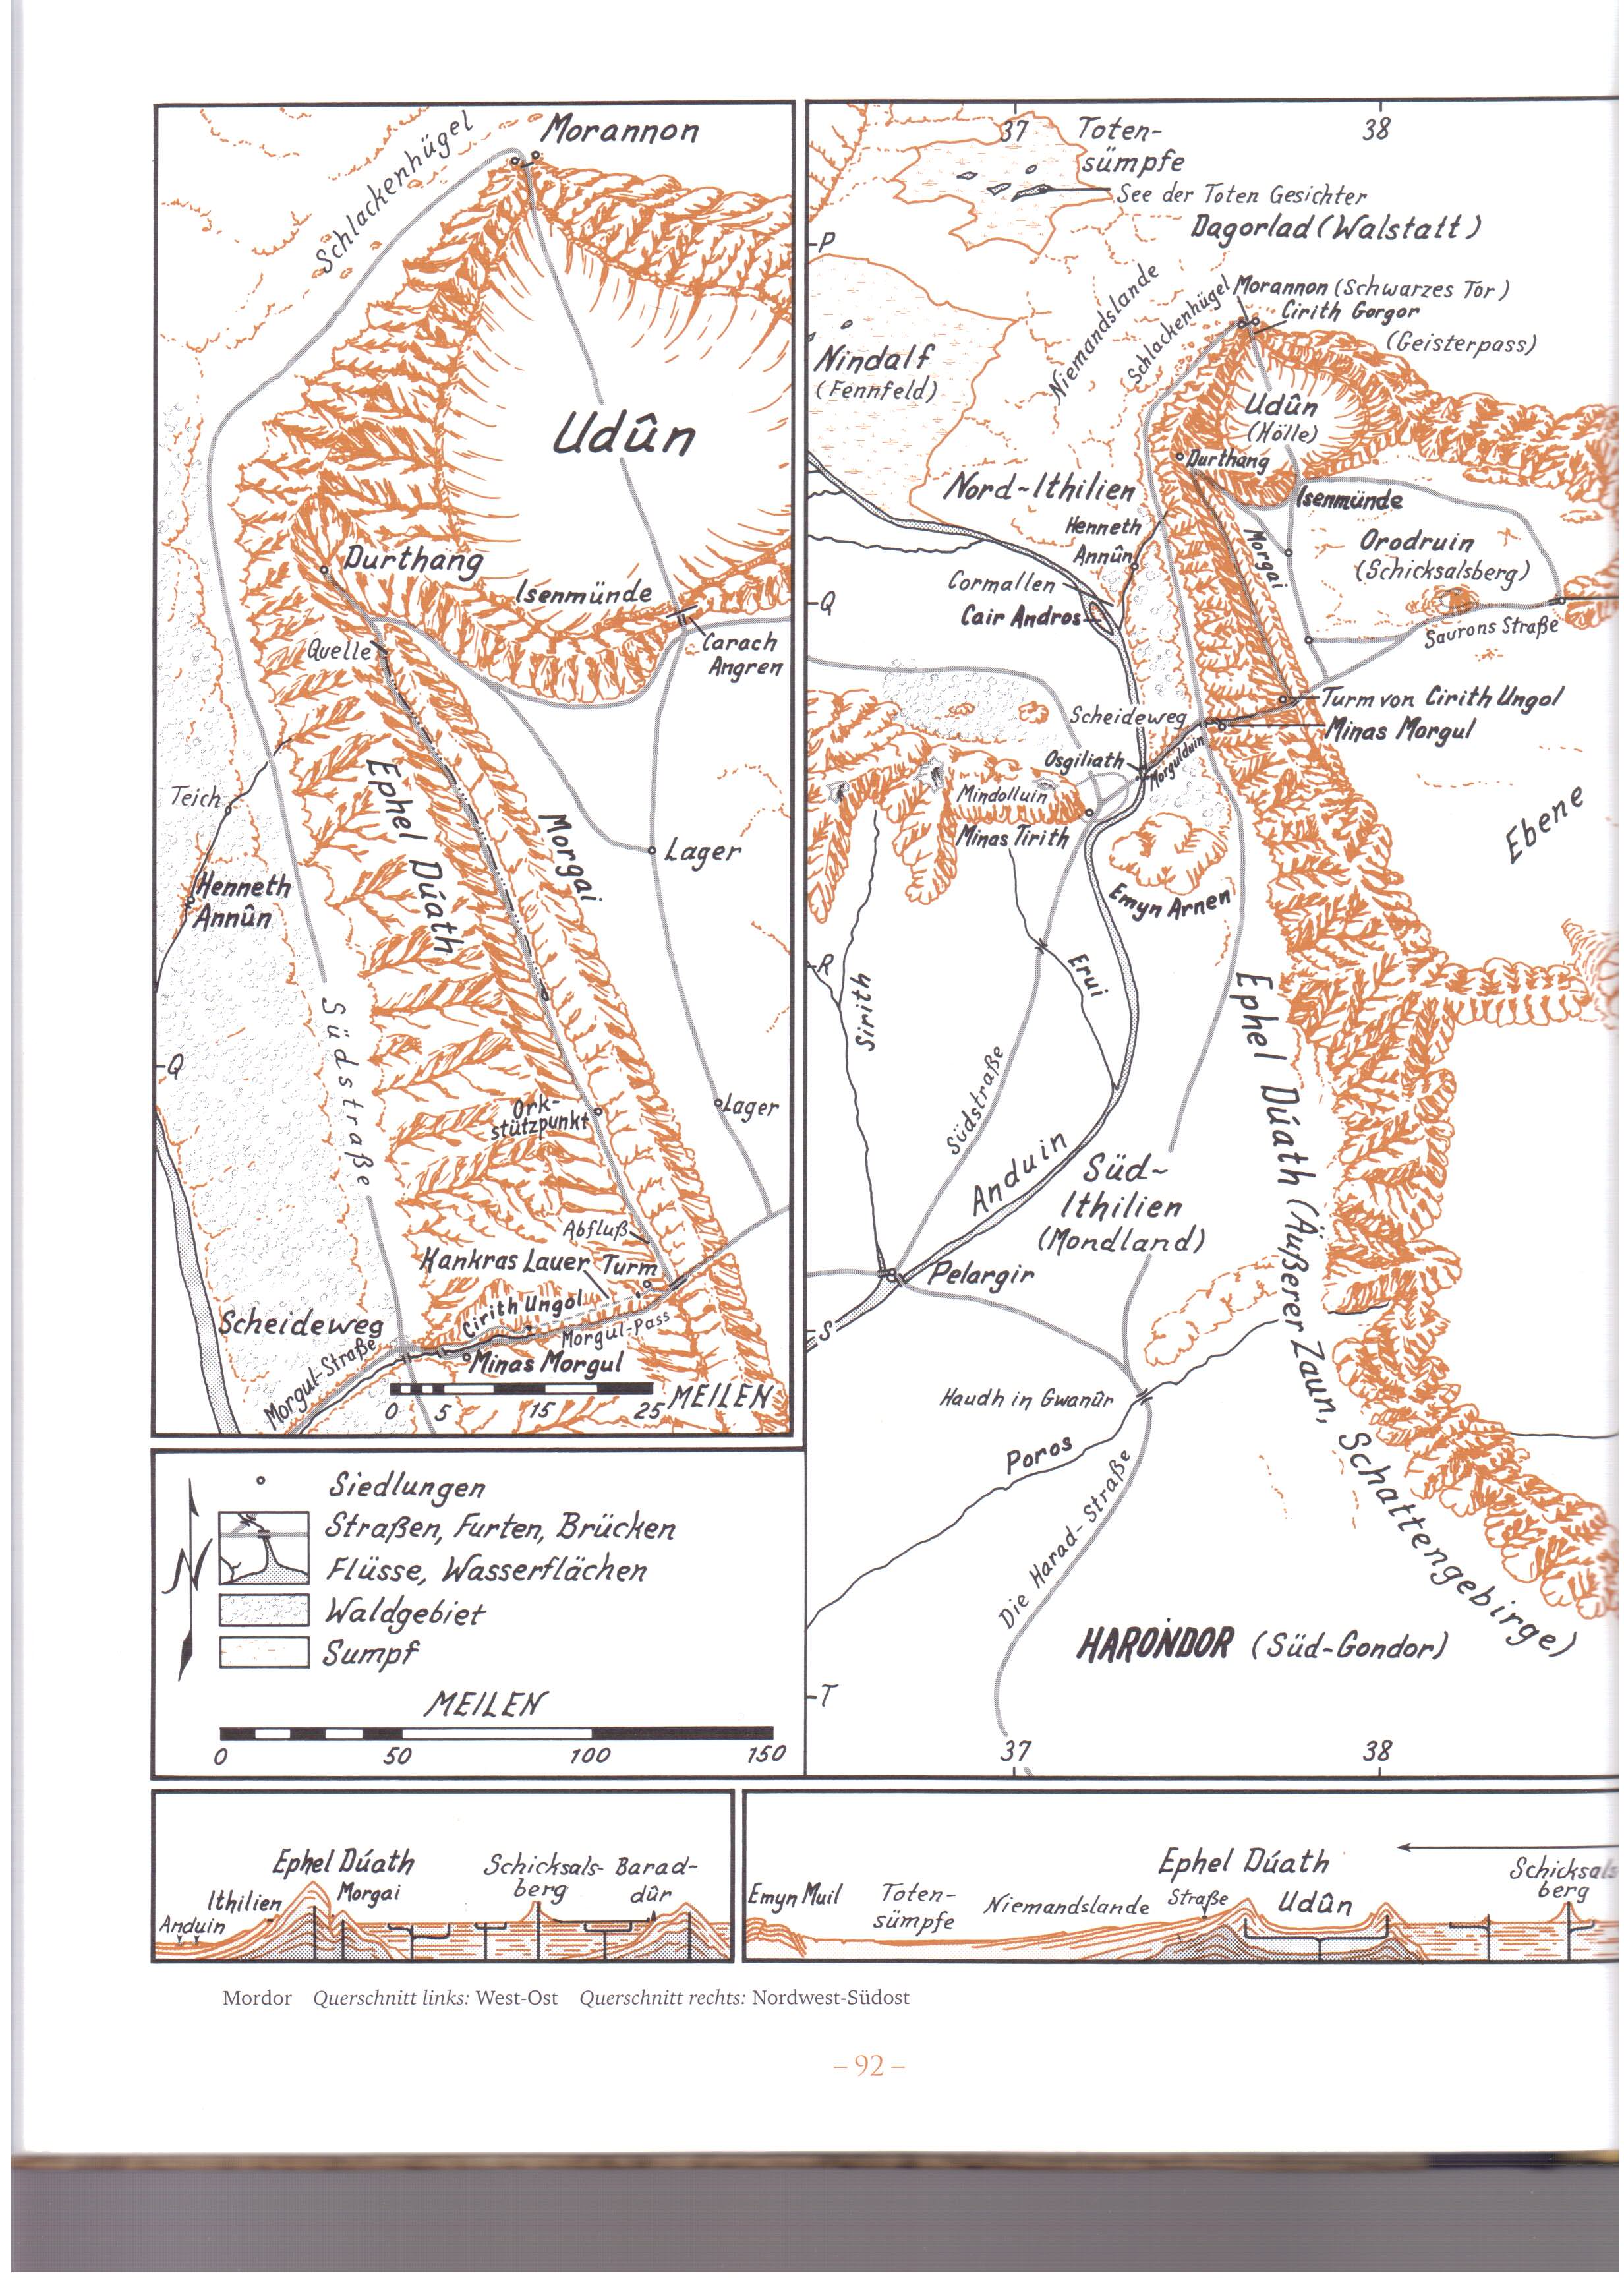 Morannon
Schlackenhügel
Udûn
Durthang
Isenmünde
Carach
Angren
Quelle
Ephel Dúath
Morgai
Teich
Henneth
Annûn
Lager
Südstraße
Q
Ork-
stützpunkt
Lager
Abfluß
Kankras Lauer
Turm
Cirith Ungol
Morgul-Pass
Scheideweg
Morgul-Straße
Minas Morgul
0 5 15 25 MEILEN
N
Siedlungen
Straßen, Furten, Brücken
Flüsse, Wasserflächen
Waldgebiet
Sumpf
MEILEN
0 50 100 150
37
38
Toten-
sümpfe
See der Toten Gesichter
Dagorlad (Walstatt)
P
Niemandslande
Schlackenhügel
Morannon (Schwarzes Tor)
Cirith Gorgor
(Geisterpass)
Nindalf
(Fennfeld)
Udûn
(Hölle)
Durthang
Isenmünde
Nord-Ithilien
Henneth
Annûn
Morgai
Orodruin
(Schicksalsberg)
Cormallen
Q
Cair Andros
Saurons Straße
Turm von Cirith Ungol
Scheideweg
Minas Morgul
Morgulduin
Osgiliath
Mindolluin
Minas Tirith
Ebene
Emyn Arnen
R
Sirith
Erui
Ephel Dúath (Äußerer Zaun, Schattengebirge)
Südstraße
Anduin
Süd-
Ithilien
(Mondland)
Pelargir
S
Haudh in Gwanûr
Poros
Die Harad-Straße
HARONDOR (Süd-Gondor)
T
37
38
Ephel Dúath
Schicksals-
berg
Barad-
dûr
Ithilien
Morgai
Anduin
Ephel Dúath
Schicksals
berg
Emyn Muil
Toten-
sümpfe
Niemandslande
Straße
Udûn
Mordor Querschnitt links: West-Ost Querschnitt rechts: Nordwest-Südost
– 92 –